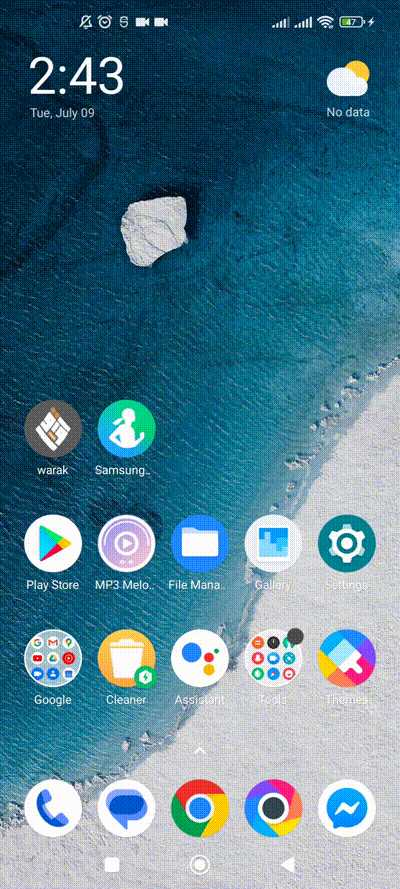 47
2:43
Tue, July 09
No data
warak
Samsung..
Play Store
MP3 Melo..
File Mana..
Gallery
Settings
Google
Cleaner
Assistant
Tools
Themes